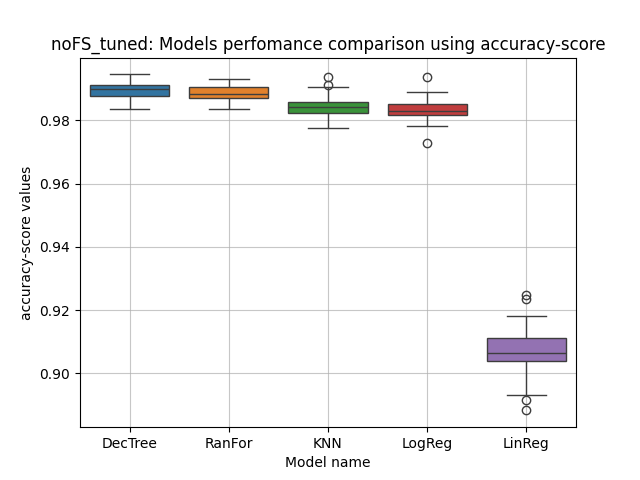 noFS_tuned: Models perfomance comparison using accuracy-score
accuracy-score values
0.98
0.96
0.94
0.92
0.90
DecTree
RanFor
KNN
LogReg
LinReg
Model name